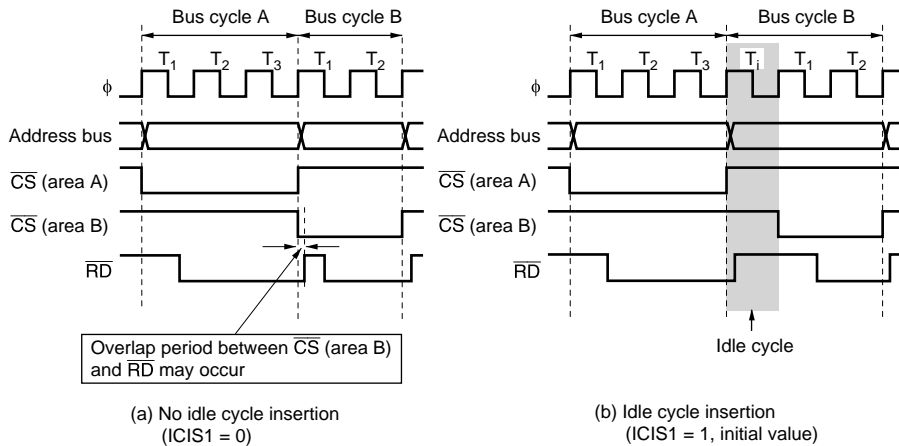 Bus cycle A Bus cycle B
T1 T2 T3 T1 T2
ϕ
Address bus
CS (area A)
CS (area B)
RD
Overlap period between CS (area B)
and RD may occur
(a) No idle cycle insertion
(ICIS1 = 0)
Bus cycle A Bus cycle B
T1 T2 T3 Ti T1 T2
ϕ
Address bus
CS (area A)
CS (area B)
RD
Idle cycle
(b) Idle cycle insertion
(ICIS1 = 1, initial value)